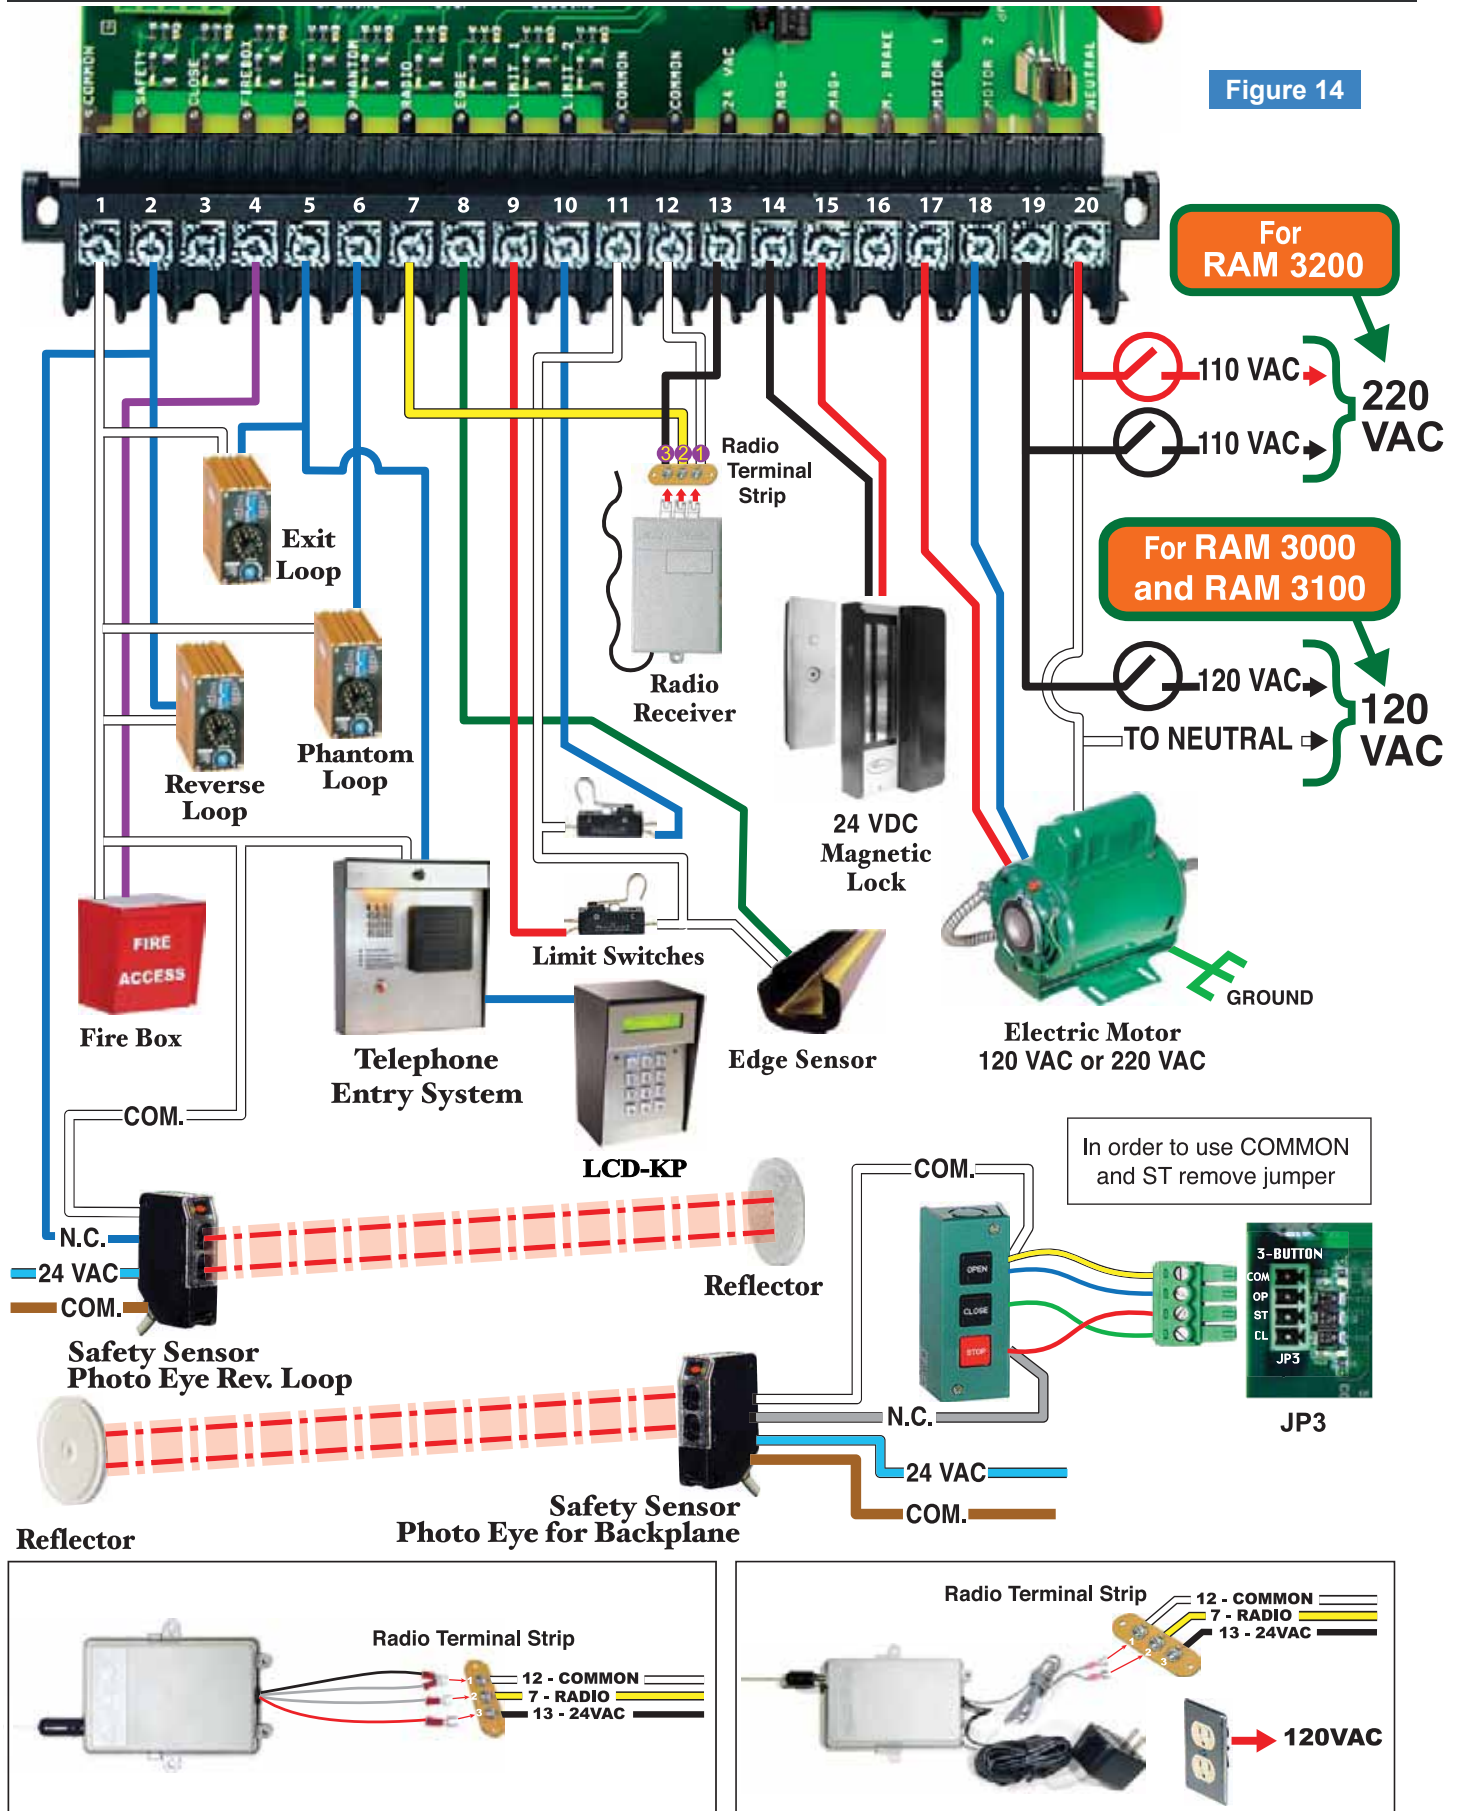 Figure 14
COMMON
SAFETY
CLOSE
FIREBOX
EXIT
PHANTOM
RADIO
EDGE
LIMIT 1
LIMIT 2
COMMON
COMMON
24 VAC
MAG-
MAG+
M. BRAKE
MOTOR 1
MOTOR 2
NEUTRAL
1 2 3 4 5 6 7 8 9 10 11 12 13 14 15 16 17 18 19 20
For
RAM 3200
110 VAC
110 VAC
220
VAC
For RAM 3000
and RAM 3100
120 VAC
TO NEUTRAL
120
VAC
3 2 1
Radio
Terminal
Strip
Exit
Loop
Radio
Receiver
Reverse
Loop
Phantom
Loop
24 VDC
Magnetic
Lock
FIRE
ACCESS
Fire Box
Limit Switches
Telephone
Entry System
LCD-KP
Edge Sensor
GROUND
Electric Motor
120 VAC or 220 VAC
COM.
N.C.
24 VAC
COM.
Safety Sensor
Photo Eye Rev. Loop
Reflector
COM.
In order to use COMMON
and ST remove jumper
OPEN
CLOSE
STOP
3-BUTTON
COM
OP
ST
CL
JP3
JP3
N.C.
24 VAC
COM.
Safety Sensor
Photo Eye for Backplane
Reflector
Radio Terminal Strip
1
2
3
12 - COMMON
7 - RADIO
13 - 24VAC
Radio Terminal Strip
1
2
3
12 - COMMON
7 - RADIO
13 - 24VAC
120VAC